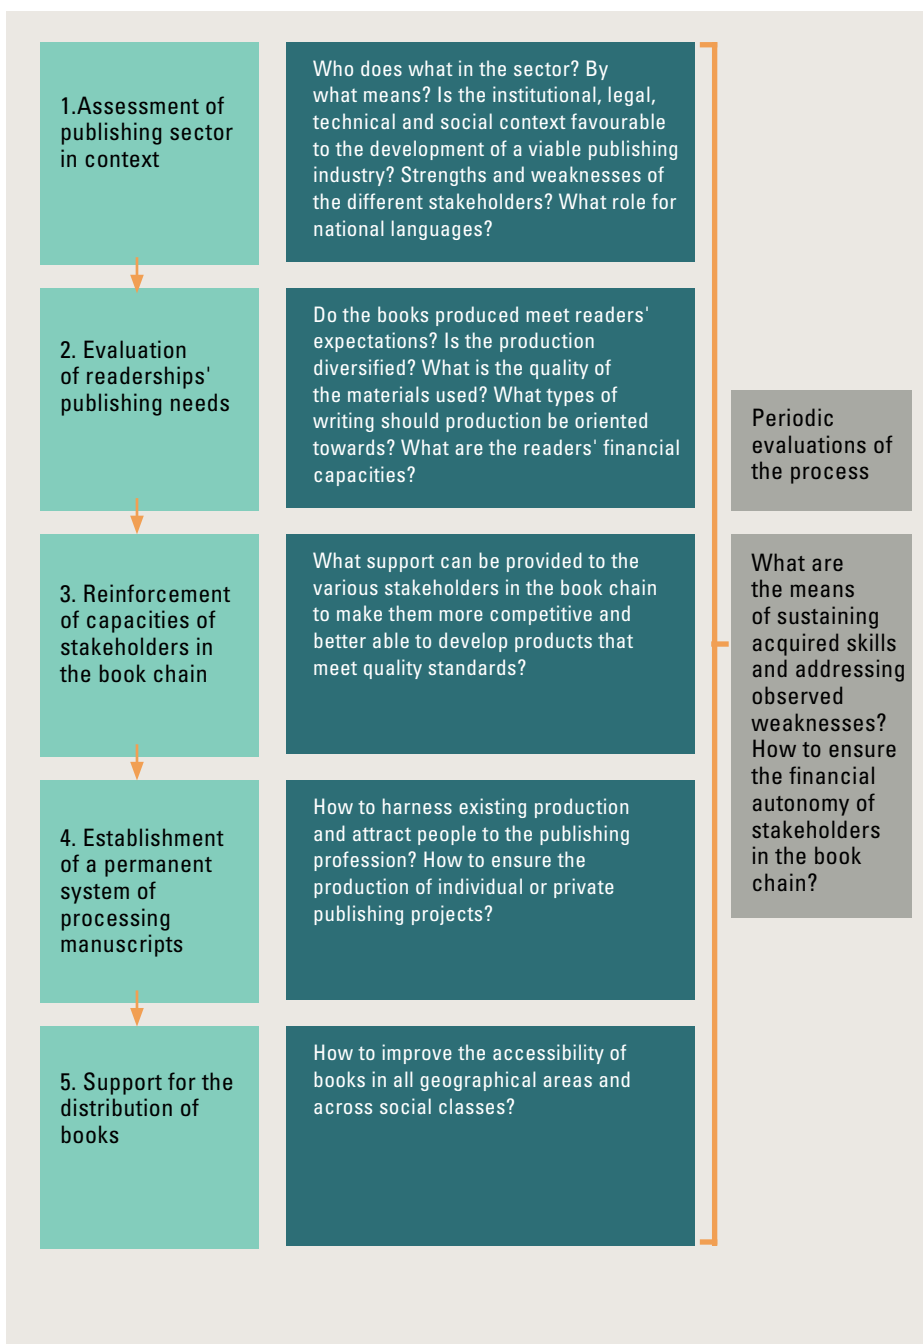 1.Assessment of
publishing sector
in context
Who does what in the sector? By
what means? Is the institutional, legal,
technical and social context favourable
to the development of a viable publishing
industry? Strengths and weaknesses of
the different stakeholders? What role for
national languages?
2. Evaluation
of readerships'
publishing needs
Do the books produced meet readers'
expectations? Is the production
diversified? What is the quality of
the materials used? What types of
writing should production be oriented
towards? What are the readers' financial
capacities?
3. Reinforcement
of capacities of
stakeholders in
the book chain
What support can be provided to the
various stakeholders in the book chain
to make them more competitive and
better able to develop products that
meet quality standards?
4. Establishment
of a permanent
system of
processing
manuscripts
How to harness existing production
and attract people to the publishing
profession? How to ensure the
production of individual or private
publishing projects?
5. Support for the
distribution of
books
How to improve the accessibility of
books in all geographical areas and
across social classes?
Periodic
evaluations of
the process
What are
the means
of sustaining
acquired skills
and addressing
observed
weaknesses?
How to ensure
the financial
autonomy of
stakeholders
in the book
chain?